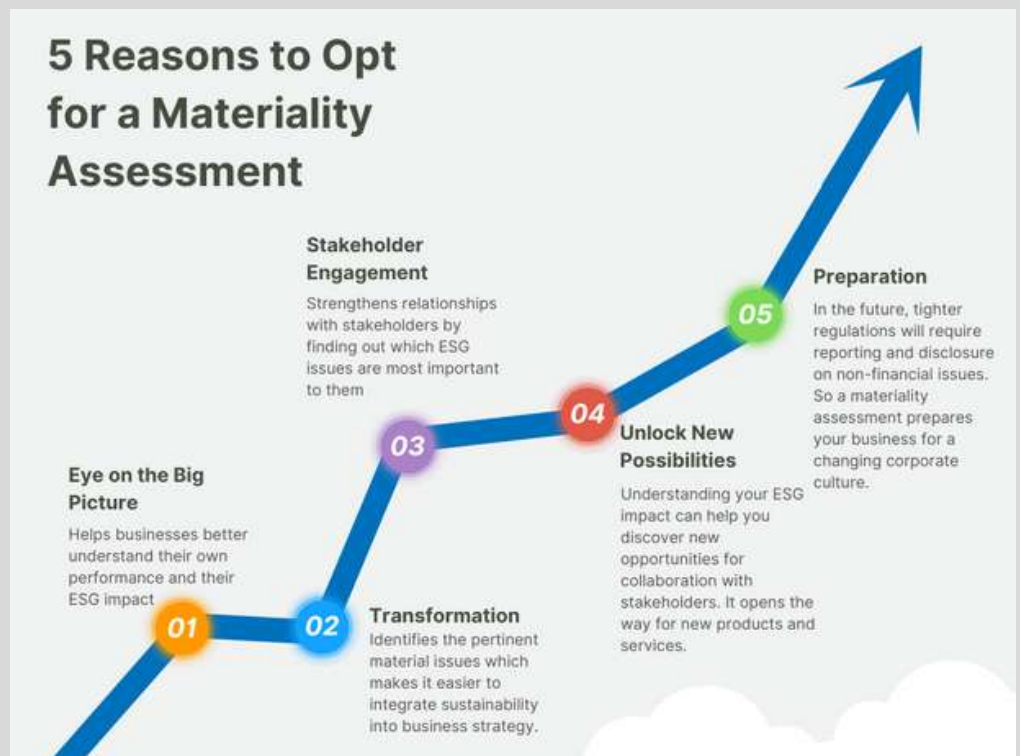 5 Reasons to Opt
for a Materiality
Assessment
01
Eye on the Big
Picture
Helps businesses better
understand their own
performance and their
ESG impact
02
Transformation
Identifies the pertinent
material issues which
makes it easier to
integrate sustainability
into business strategy.
03
Stakeholder
Engagement
Strengthens relationships
with stakeholders by
finding out which ESG
issues are most important
to them
04
Unlock New
Possibilities
Understanding your ESG
impact can help you
discover new
opportunities for
collaboration with
stakeholders. It opens the
way for new products and
services.
05
Preparation
In the future, tighter
regulations will require
reporting and disclosure
on non-financial issues.
So a materiality
assessment prepares
your business for a
changing corporate
culture.